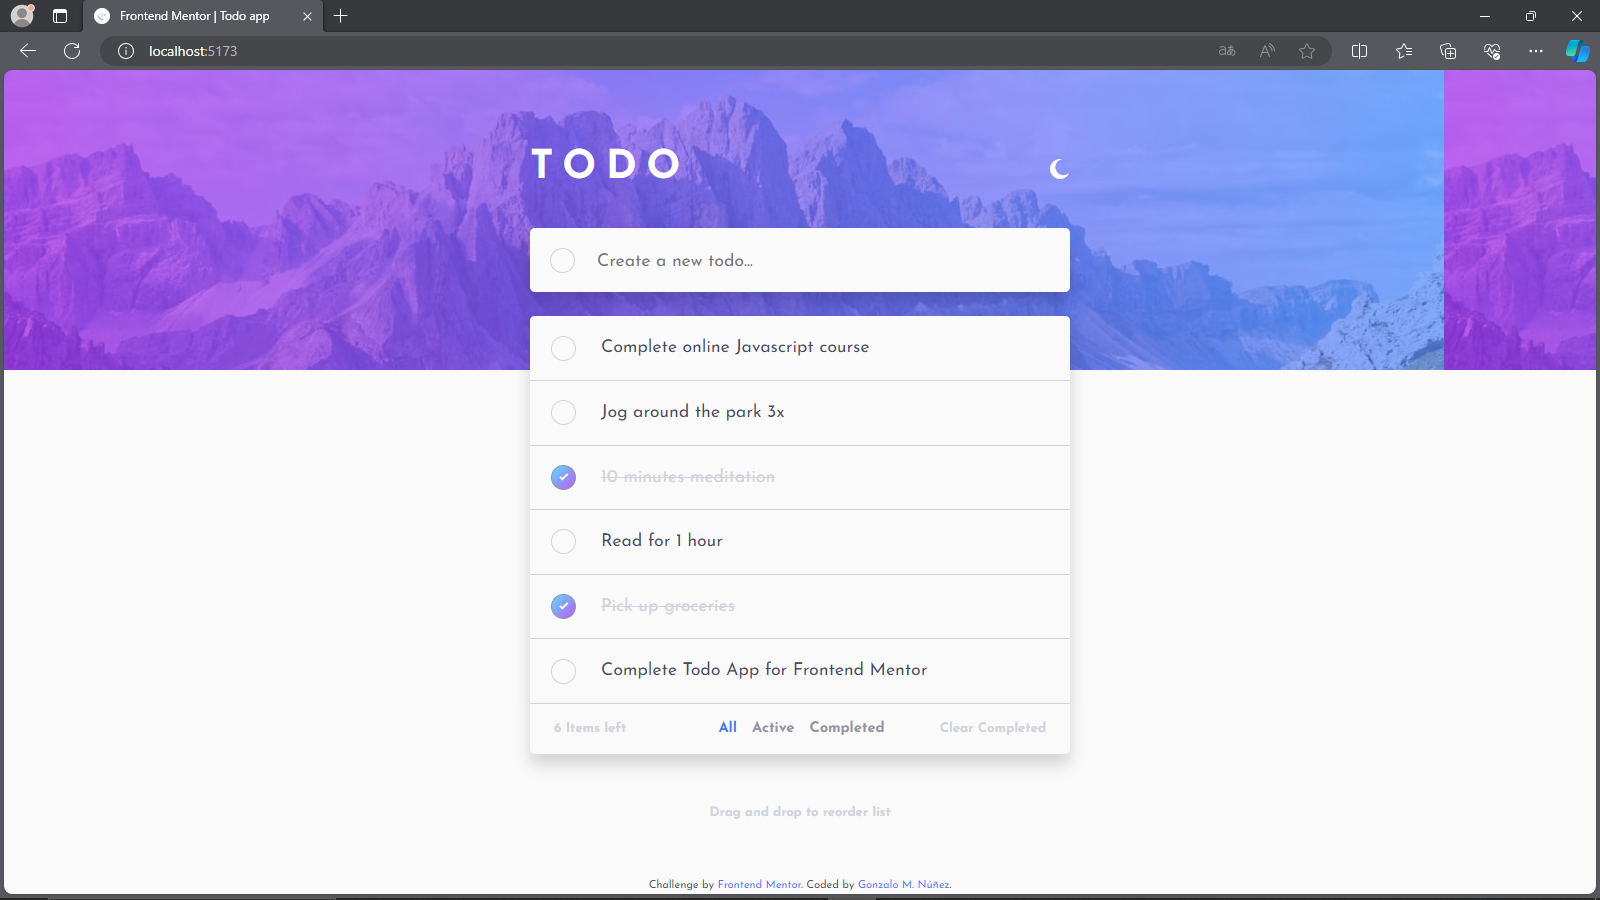 Frontend Mentor | Todo app
localhost:5173
TODO
Create a new todo...
Complete online Javascript course
Jog around the park 3x
10 minutes meditation
Read for 1 hour
Pick up groceries
Complete Todo App for Frontend Mentor
6 Items left All Active Completed Clear Completed
Drag and drop to reorder list
Challenge by Frontend Mentor. Coded by Gonzalo M. Núñez.